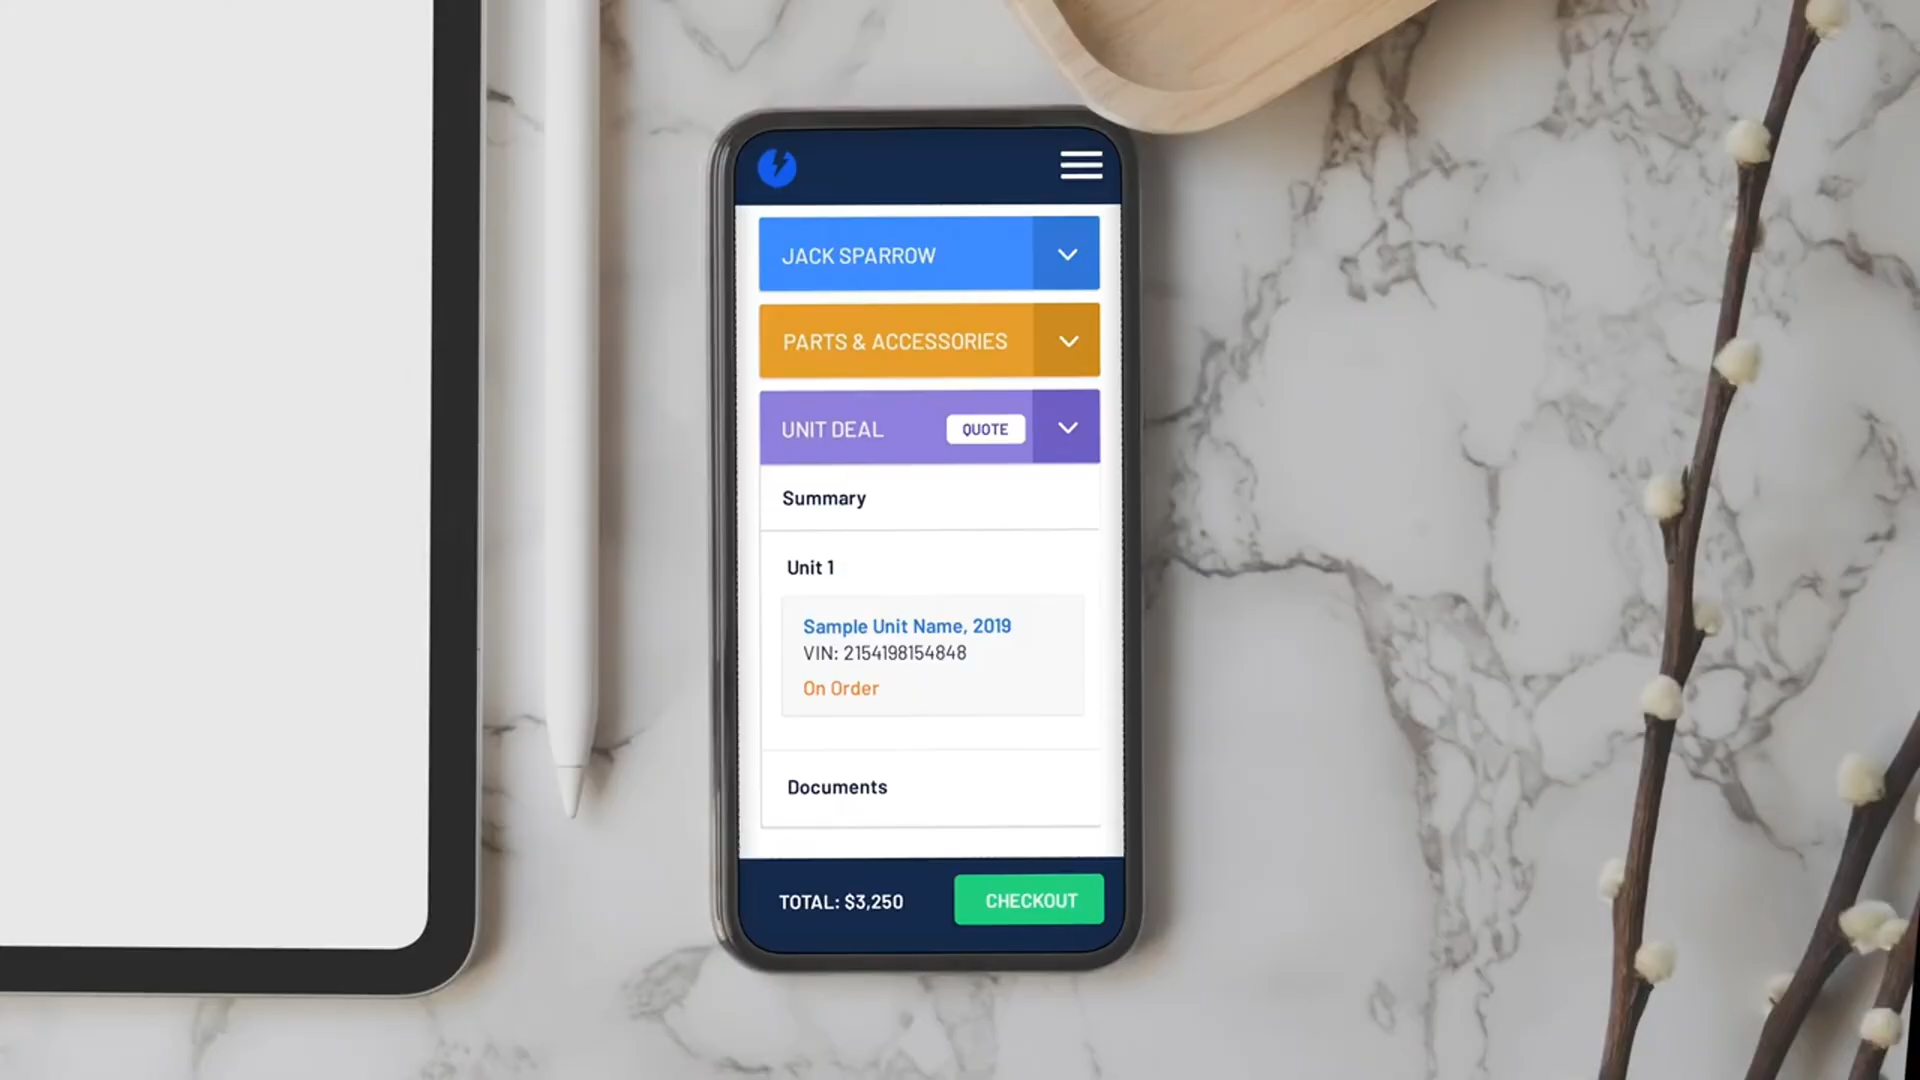 JACK SPARROW
PARTS & ACCESSORIES
UNIT DEAL
QUOTE
Summary
Unit 1
Sample Unit Name, 2019
VIN: 2154198154848
On Order
Documents
TOTAL: $3,250
CHECKOUT